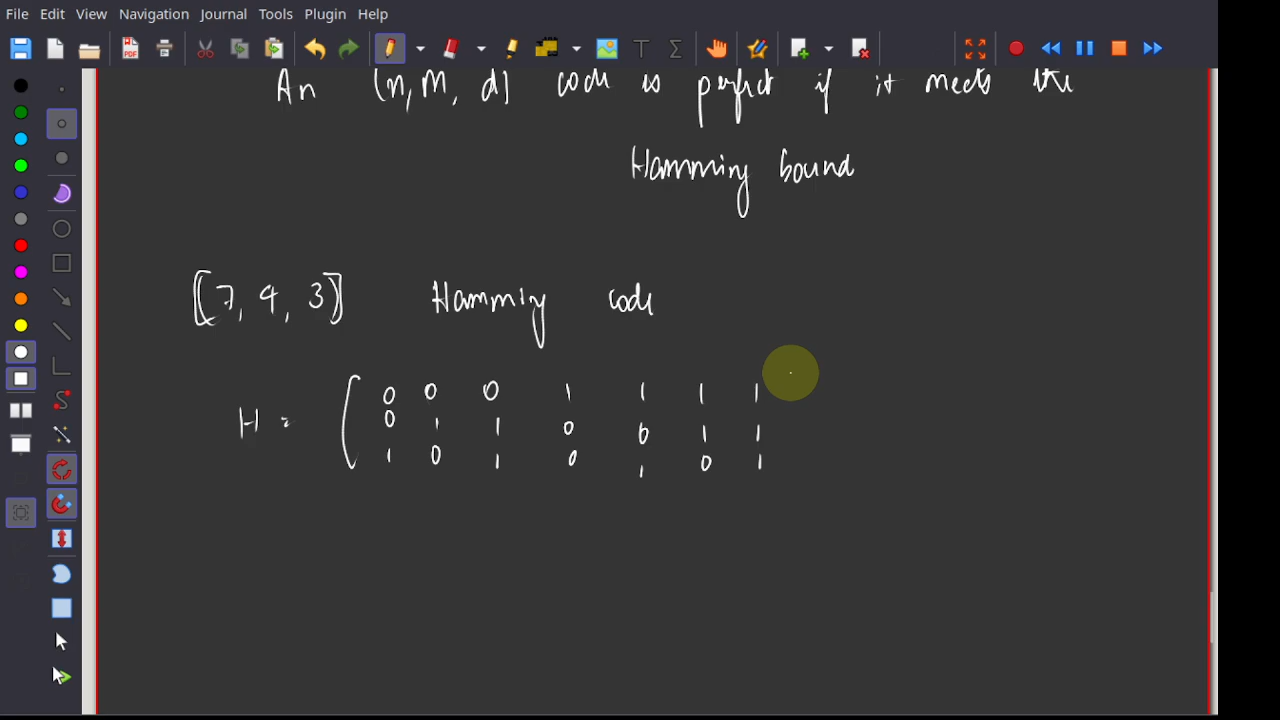 File Edit View Navigation Journal Tools Plugin Help
An (n, M, d) code is perfect if it meets the
Hamming bound
[7, 4, 3] Hamming code
H = ( 0 0 0 1 1 1 1
0 1 1 0 0 1 1
1 0 1 0 1 0 1